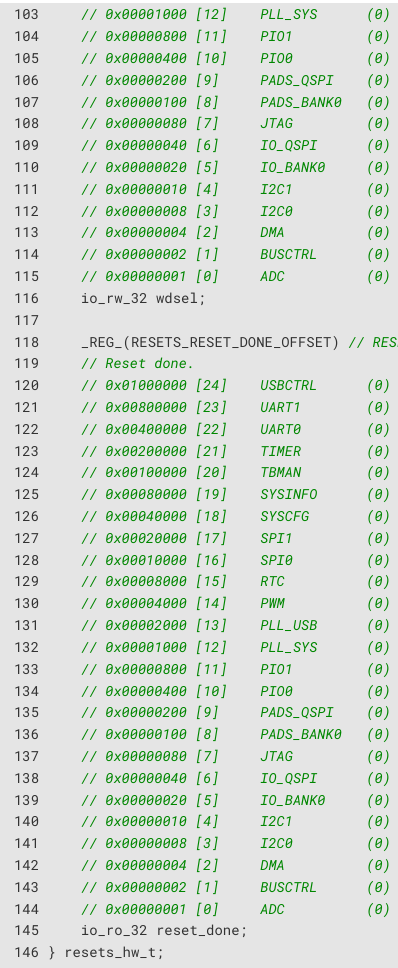 103 // 0x00001000 [12] PLL_SYS (0)
104 // 0x00000800 [11] PIO1 (0)
105 // 0x00000400 [10] PIO0 (0)
106 // 0x00000200 [9] PADS_QSPI (0)
107 // 0x00000100 [8] PADS_BANK0 (0)
108 // 0x00000080 [7] JTAG (0)
109 // 0x00000040 [6] IO_QSPI (0)
110 // 0x00000020 [5] IO_BANK0 (0)
111 // 0x00000010 [4] I2C1 (0)
112 // 0x00000008 [3] I2C0 (0)
113 // 0x00000004 [2] DMA (0)
114 // 0x00000002 [1] BUSCTRL (0)
115 // 0x00000001 [0] ADC (0)
116 io_rw_32 wdsel;
117
118 _REG_(RESETS_RESET_DONE_OFFSET) // RES
119 // Reset done.
120 // 0x01000000 [24] USBCTRL (0)
121 // 0x00800000 [23] UART1 (0)
122 // 0x00400000 [22] UART0 (0)
123 // 0x00200000 [21] TIMER (0)
124 // 0x00100000 [20] TBMAN (0)
125 // 0x00080000 [19] SYSINFO (0)
126 // 0x00040000 [18] SYSCFG (0)
127 // 0x00020000 [17] SPI1 (0)
128 // 0x00010000 [16] SPI0 (0)
129 // 0x00008000 [15] RTC (0)
130 // 0x00004000 [14] PWM (0)
131 // 0x00002000 [13] PLL_USB (0)
132 // 0x00001000 [12] PLL_SYS (0)
133 // 0x00000800 [11] PIO1 (0)
134 // 0x00000400 [10] PIO0 (0)
135 // 0x00000200 [9] PADS_QSPI (0)
136 // 0x00000100 [8] PADS_BANK0 (0)
137 // 0x00000080 [7] JTAG (0)
138 // 0x00000040 [6] IO_QSPI (0)
139 // 0x00000020 [5] IO_BANK0 (0)
140 // 0x00000010 [4] I2C1 (0)
141 // 0x00000008 [3] I2C0 (0)
142 // 0x00000004 [2] DMA (0)
143 // 0x00000002 [1] BUSCTRL (0)
144 // 0x00000001 [0] ADC (0)
145 io_ro_32 reset_done;
146 } resets_hw_t;